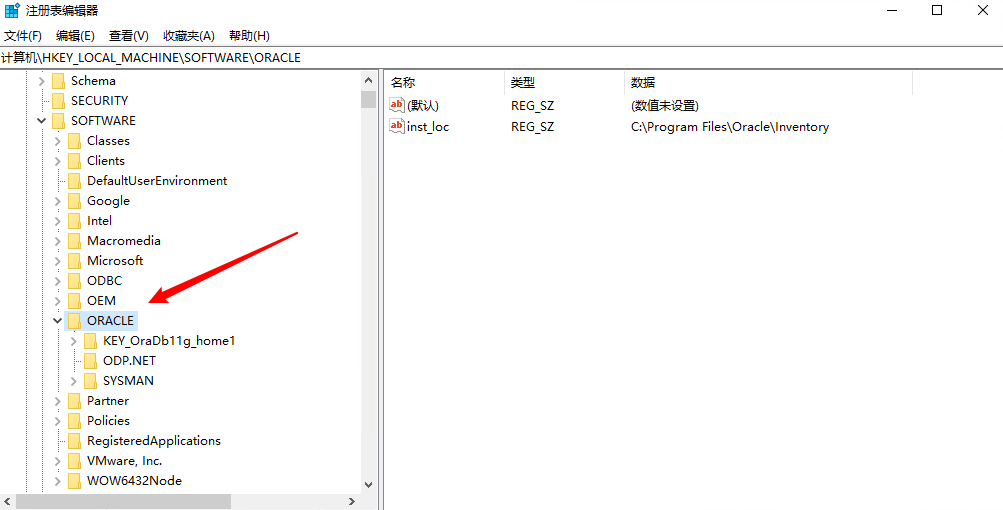 注册表编辑器
文件(F) 编辑(E) 查看(V) 收藏夹(A) 帮助(H)
计算机\HKEY_LOCAL_MACHINE\SOFTWARE\ORACLE
Schema
SECURITY
SOFTWARE
Classes
Clients
DefaultUserEnvironment
Google
Intel
Macromedia
Microsoft
ODBC
OEM
ORACLE
KEY_OraDb11g_home1
ODP.NET
SYSMAN
Partner
Policies
RegisteredApplications
VMware, Inc.
WOW6432Node
名称 类型 数据
ab (默认) REG_SZ (数值未设置)
ab inst_loc REG_SZ C:\Program Files\Oracle\Inventory